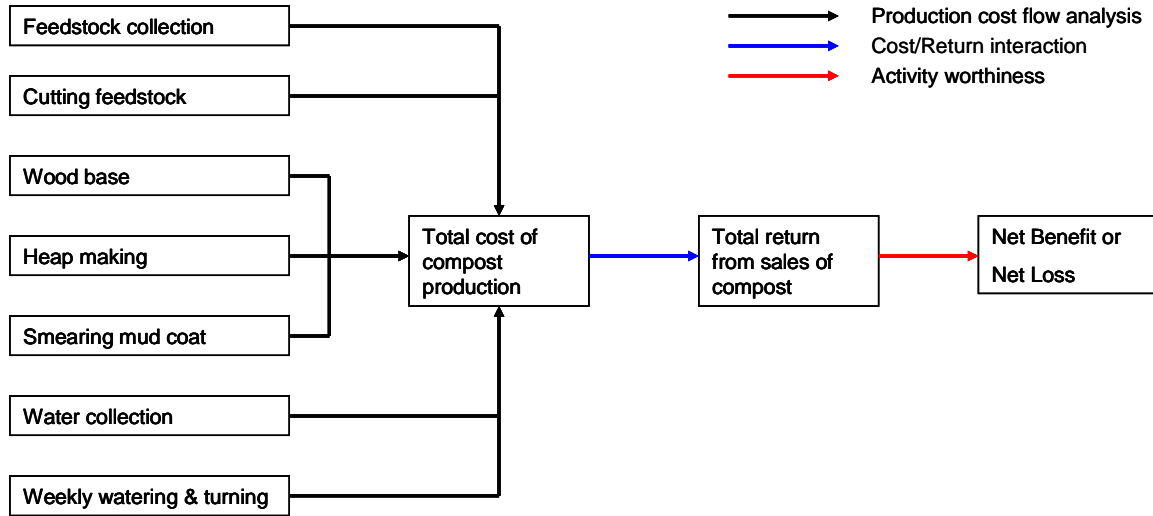 Feedstock collection
Cutting feedstock
Wood base
Heap making
Smearing mud coat
Water collection
Weekly watering & turning
Total cost of
compost
production
Total return
from sales of
compost
Net Benefit or
Net Loss
Production cost flow analysis
Cost/Return interaction
Activity worthiness